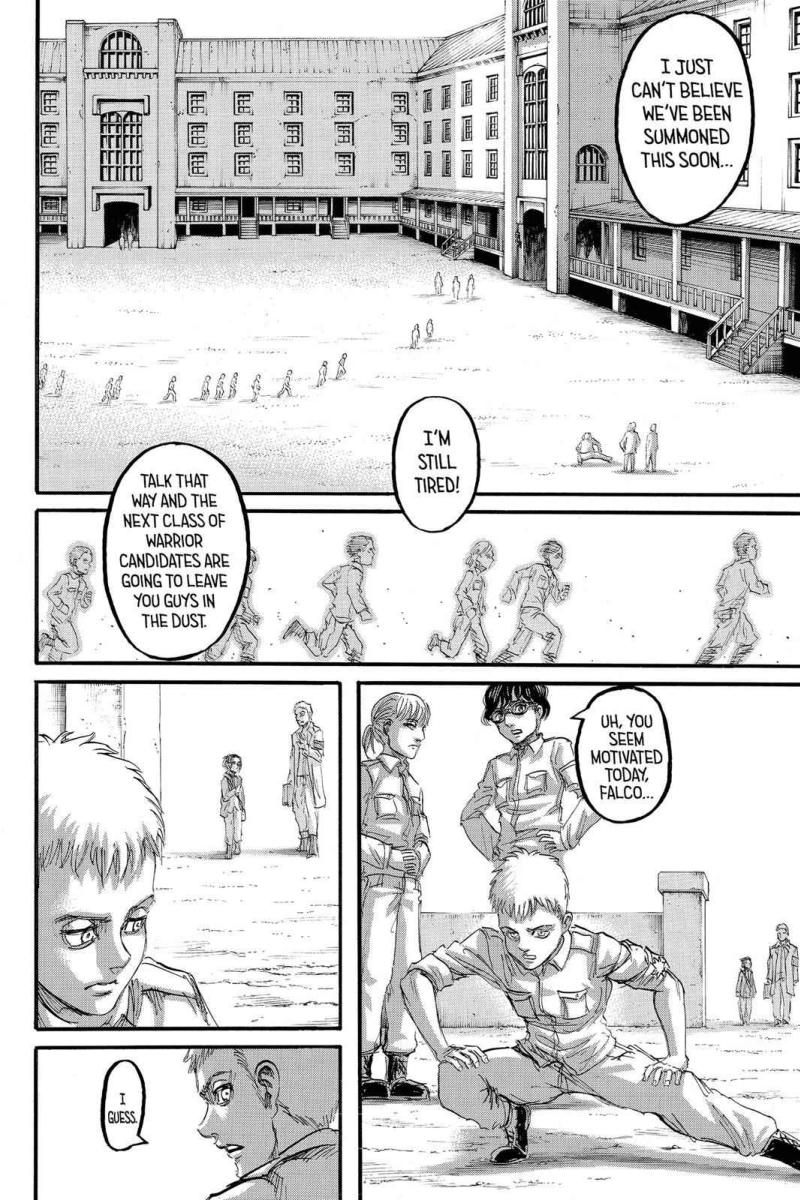 I JUST
CAN'T BELIEVE
WE'VE BEEN
SUMMONED
THIS SOON...
I'M
STILL
TIRED!
TALK THAT
WAY AND THE
NEXT CLASS OF
WARRIOR
CANDIDATES ARE
GOING TO LEAVE
YOU GUYS IN
THE DUST.
UH, YOU
SEEM
MOTIVATED
TODAY,
FALCO...
I
GUESS.